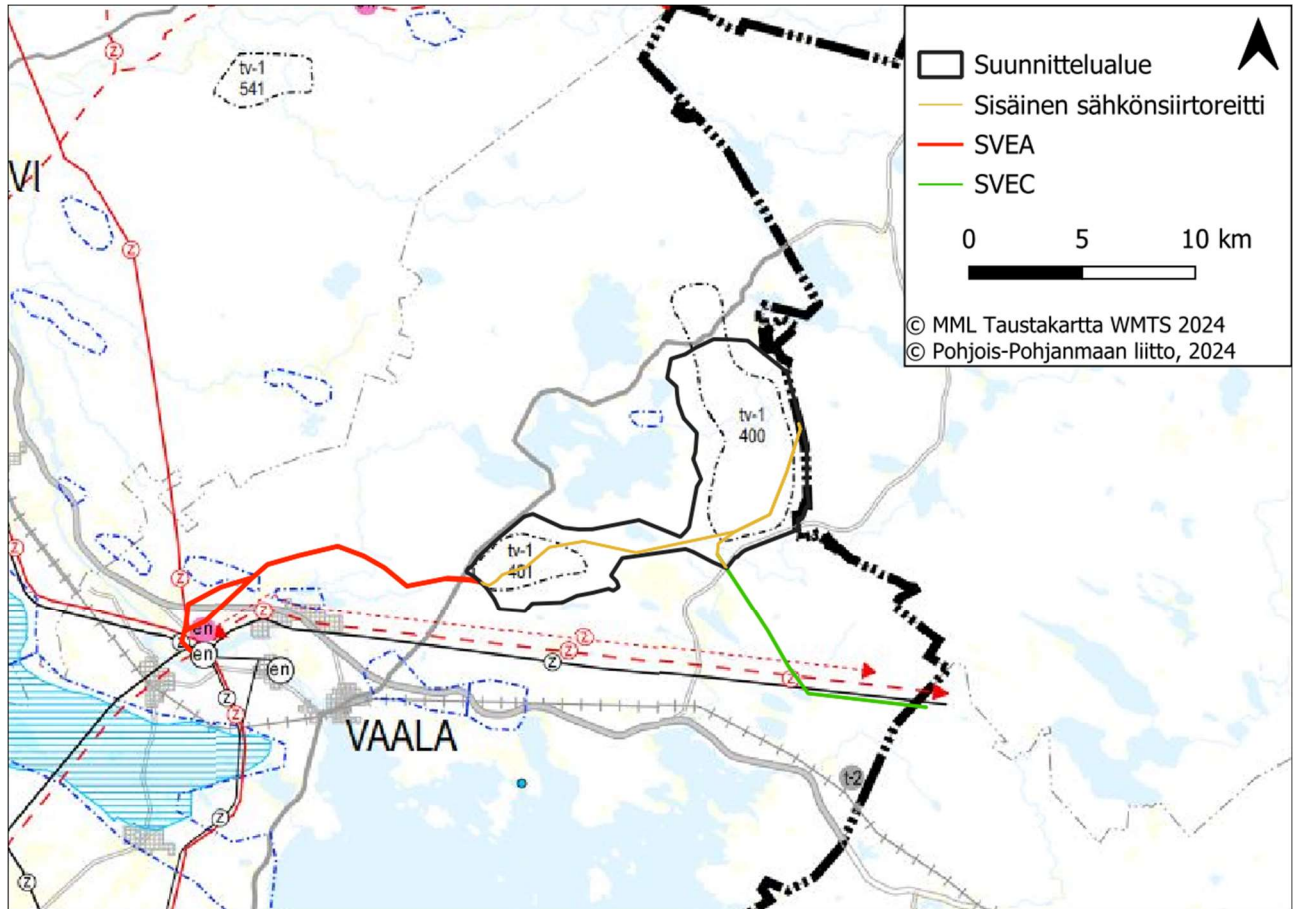 Suunnittelualue
Sisäinen sähkönsiirtoreitti
SVEA
SVEC
0 5 10 km
© MML Taustakartta WMTS 2024
© Pohjois-Pohjanmaan liitto, 2024
z
tv-1
541
VI
z
tv-1
400
z
tv-1
401
z
z
en
z
z
z
z
en
en
z
z
z
z
VAALA
t-2
z
z